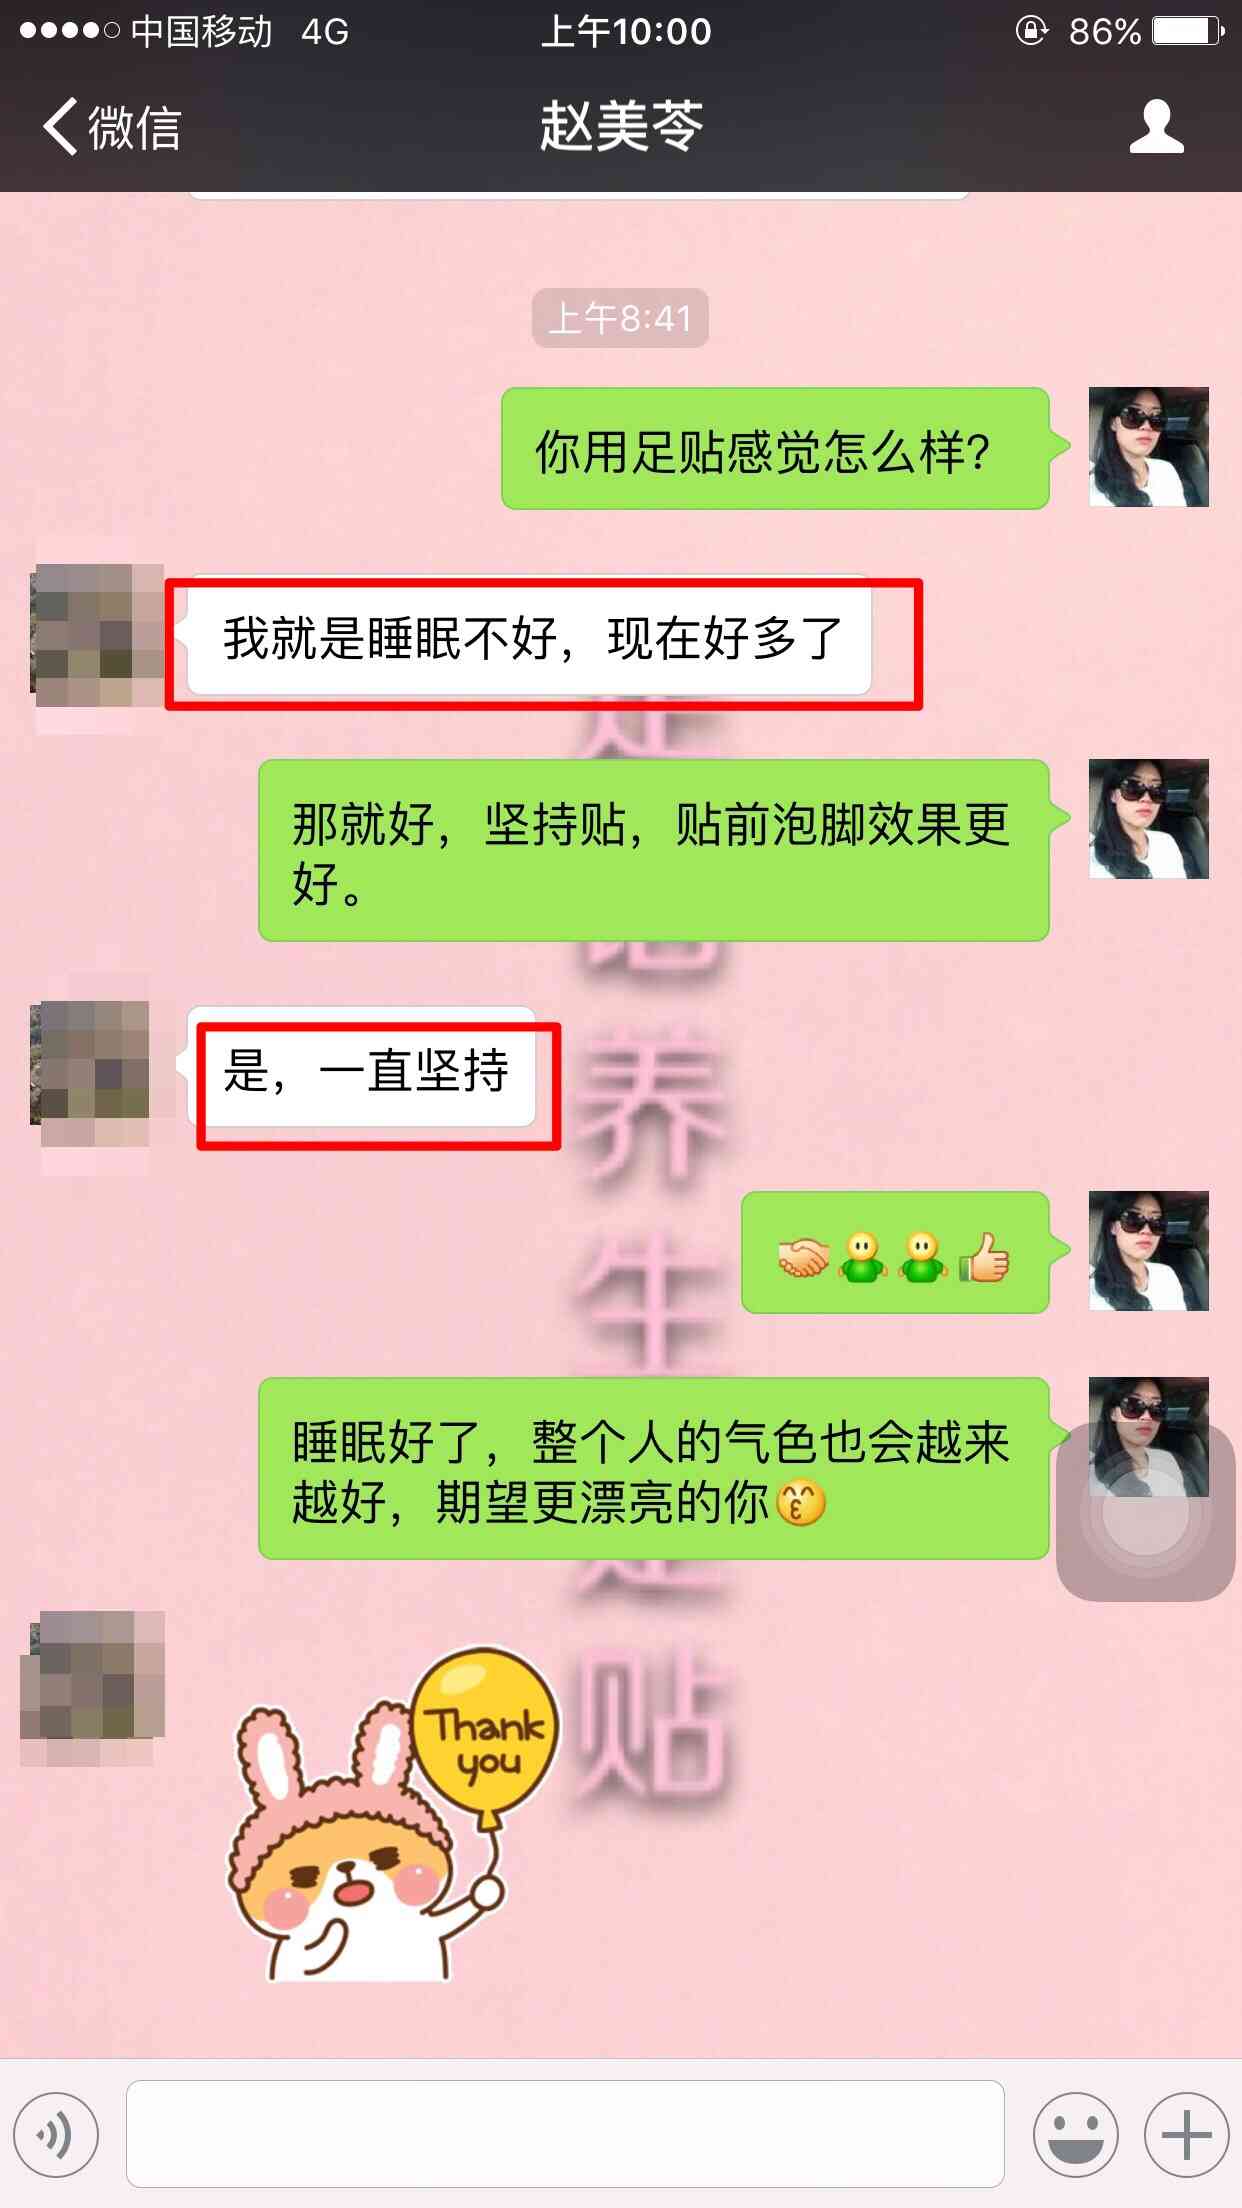 中国移动 4G 上午10:00 86%
微信 赵美苓
上午8:41
你用足贴感觉怎么样?
我就是睡眠不好，现在好多了
那就好，坚持贴，贴前泡脚效果更
好。
是，一直坚持
睡眠好了，整个人的气色也会越来
越好，期望更漂亮的你
Thank
you
养
生
贴